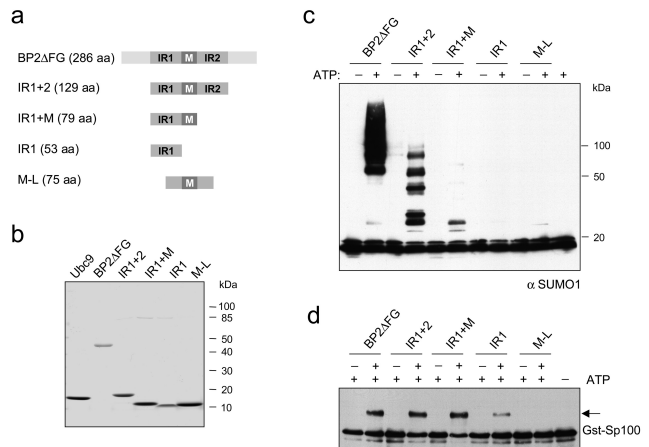 a
BP2ΔFG (286 aa) IR1 M IR2
IR1+2 (129 aa) IR1 M IR2
IR1+M (79 aa) IR1 M
IR1 (53 aa) IR1
M-L (75 aa) M
b
Ubc9 BP2ΔFG IR1+2 IR1+M IR1 M-L
kDa
100
85
50
40
30
20
10
c
BP2ΔFG IR1+2 IR1+M IR1 M-L
ATP: – + – + – + – + – + +
kDa
100
50
20
α SUMO1
d
BP2ΔFG IR1+2 IR1+M IR1 M-L
– + – + – + – + – +
+ + + + + + + + + + – ATP
Gst-Sp100